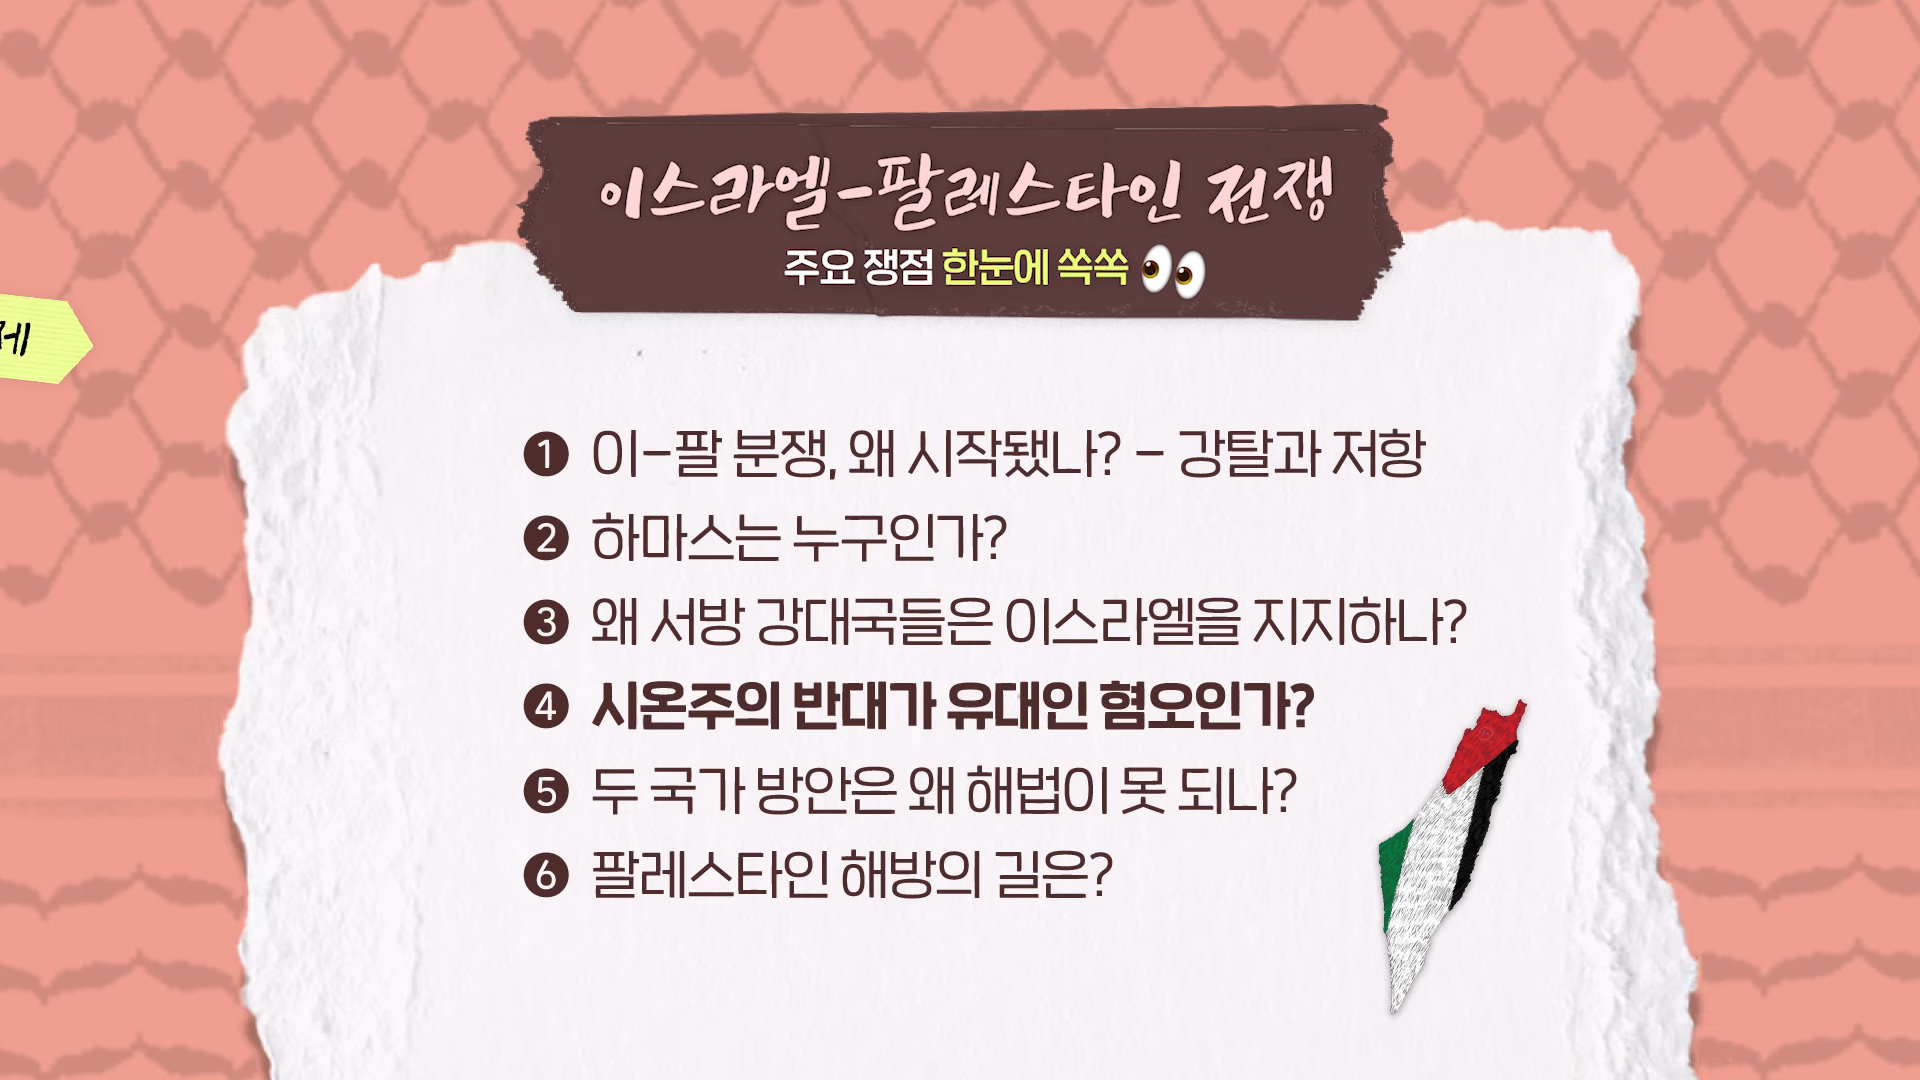 이스라엘-팔레스타인 전쟁
주요 쟁점 한눈에 쏙쏙 👀
제
❶ 이-팔 분쟁, 왜 시작됐나? - 강탈과 저항
❷ 하마스는 누구인가?
❸ 왜 서방 강대국들은 이스라엘을 지지하나?
❹ 시온주의 반대가 유대인 혐오인가?
❺ 두 국가 방안은 왜 해법이 못 되나?
❻ 팔레스타인 해방의 길은?